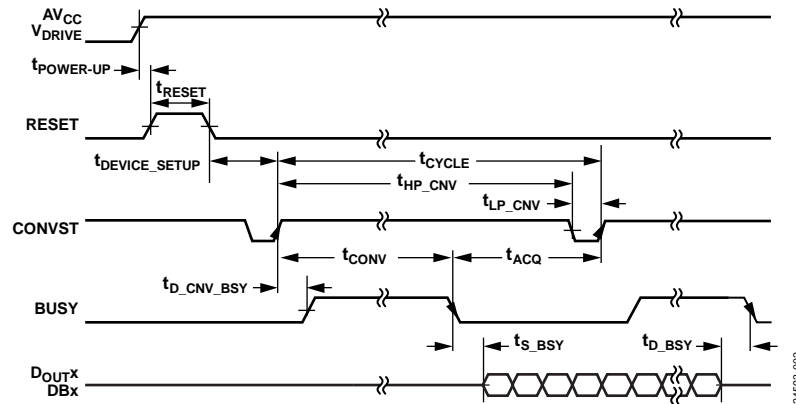 AVCC
VDRIVE
tPOWER-UP
tRESET
RESET
tDEVICE_SETUP
tCYCLE
tHP_CNV
tLP_CNV
CONVST
tCONV
tACQ
tD_CNV_BSY
BUSY
tS_BSY
tD_BSY
DOUTx
DBx